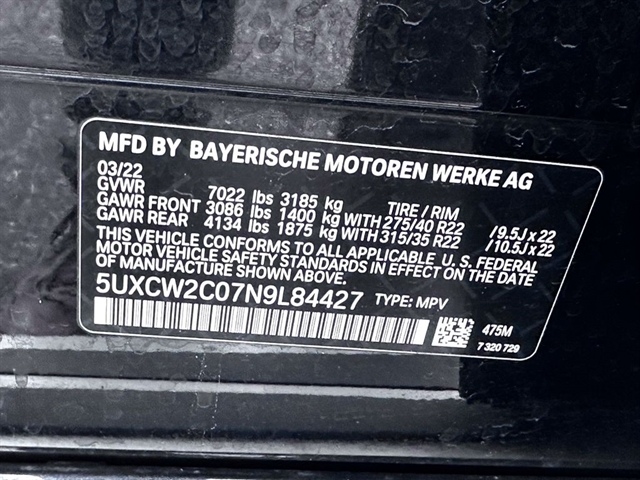 MFD BY BAYERISCHE MOTOREN WERKE AG
03/22
GVWR 7022 lbs 3185 kg TIRE / RIM
GAWR FRONT 3086 lbs 1400 kg WITH 275/40 R22 /9.5J x 22
GAWR REAR 4134 lbs 1875 kg WITH 315/35 R22 /10.5J x 22
THIS VEHICLE CONFORMS TO ALL APPLICABLE U. S. FEDERAL
MOTOR VEHICLE SAFETY STANDARDS IN EFFECT ON THE DATE
OF MANUFACTURE SHOWN ABOVE.
5UXCW2C07N9L84427 TYPE: MPV
475M
7 320 729